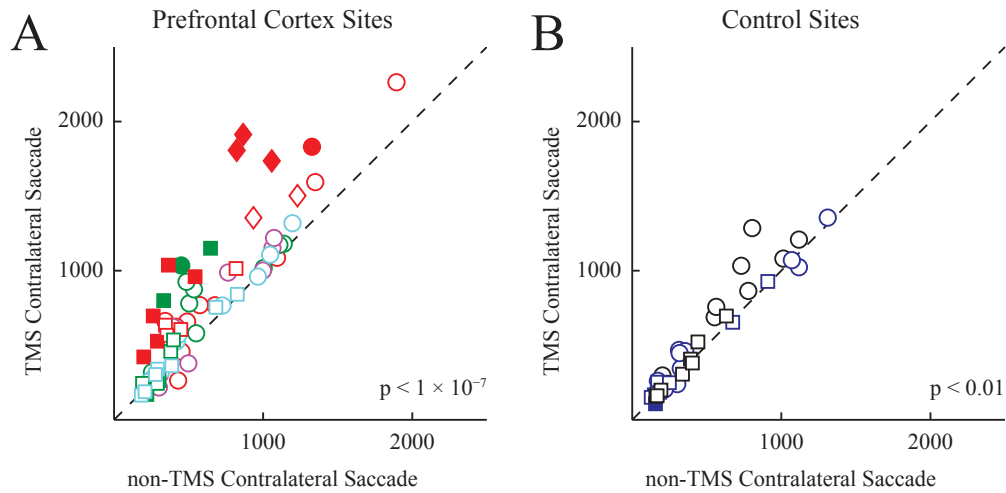 A
Prefrontal Cortex Sites
TMS Contralateral Saccade
2000
1000
p < 1 × 10⁻⁷
1000
2000
non-TMS Contralateral Saccade
B
Control Sites
TMS Contralateral Saccade
2000
1000
p < 0.01
1000
2000
non-TMS Contralateral Saccade